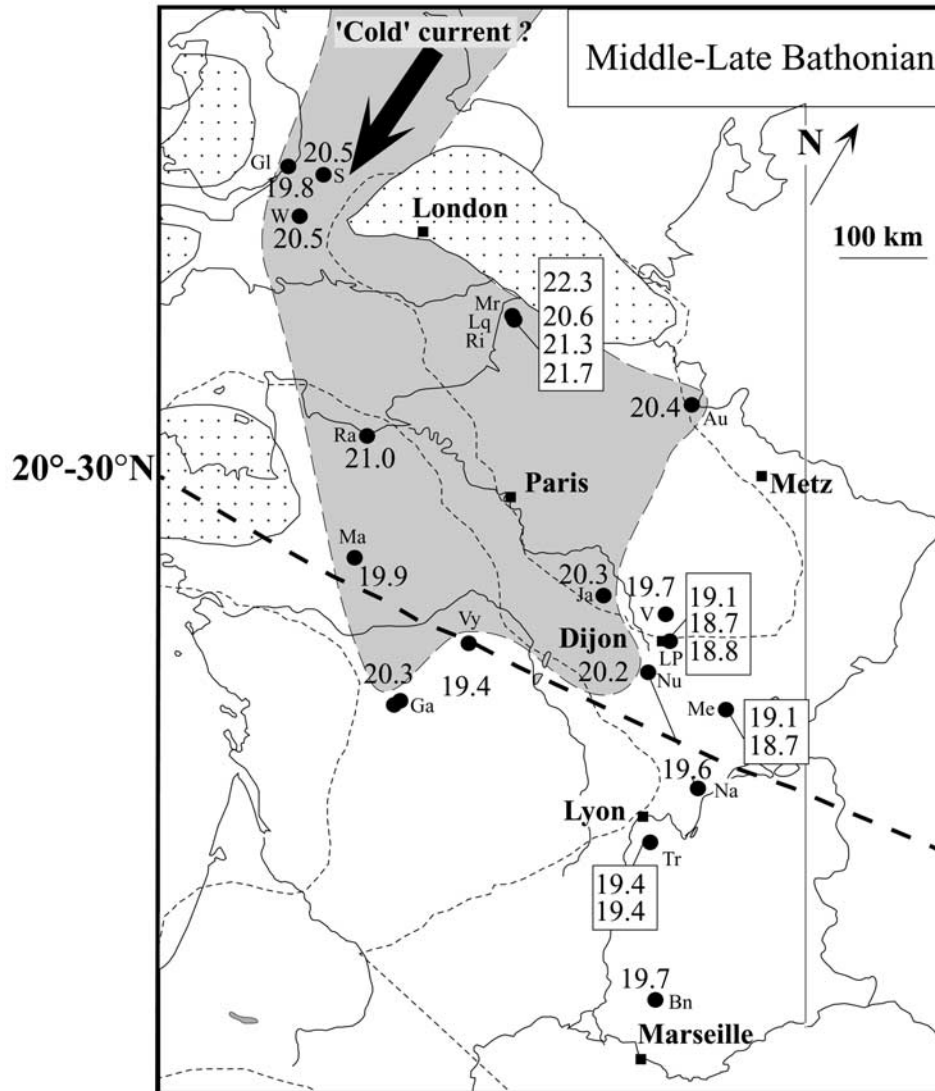 'Cold' current ?
Middle-Late Bathonian
N
100 km
Gl
20.5
S
19.8
W
20.5
London
22.3
20.6
21.3
21.7
Mr
Lq
Ri
20.4
Au
Ra
21.0
20°-30°N
Paris
Metz
Ma
19.9
20.3
Ja
19.7
V
19.1
18.7
18.8
Vy
Dijon
LP
20.2
Nu
20.3
19.4
Ga
Me
19.1
18.7
19.6
Na
Lyon
Tr
19.4
19.4
19.7
Bn
Marseille